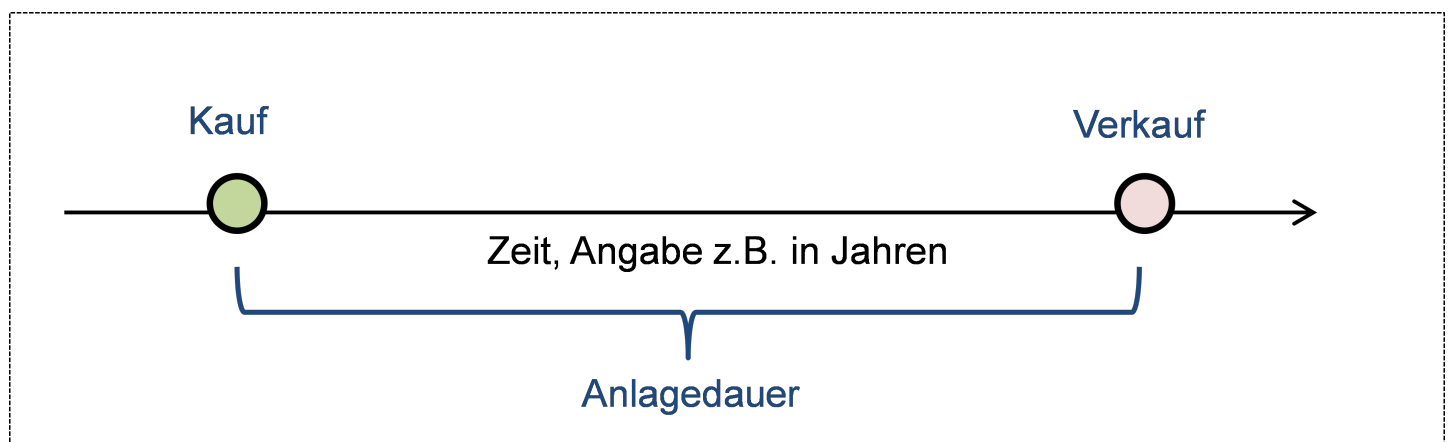 Kauf
Verkauf
Zeit, Angabe z.B. in Jahren
Anlagedauer